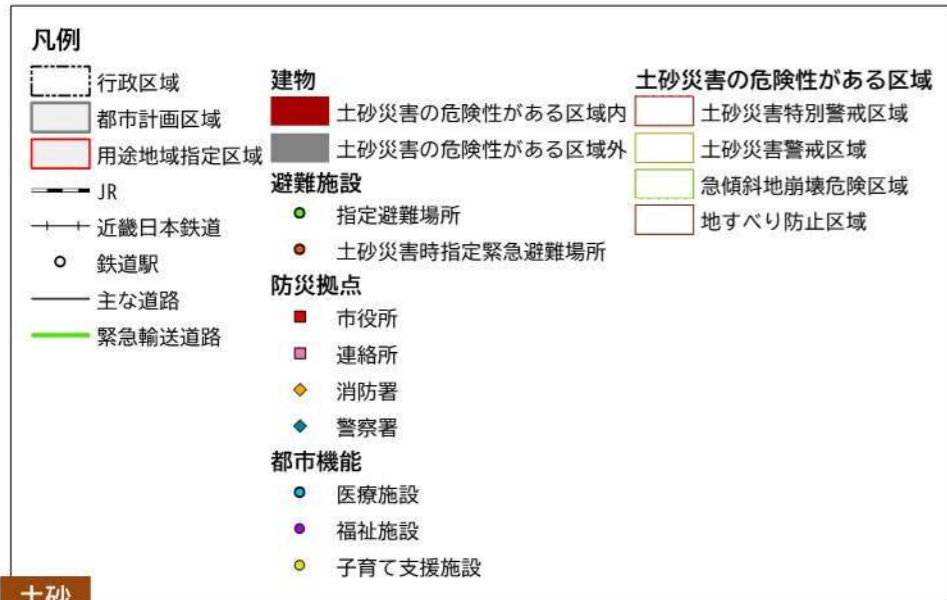 凡例
行政区域
都市計画区域
用途地域指定区域
JR
近畿日本鉄道
鉄道駅
主な道路
緊急輸送道路
建物
土砂災害の危険性がある区域内
土砂災害の危険性がある区域外
避難施設
指定避難場所
土砂災害時指定緊急避難場所
防災拠点
市役所
連絡所
消防署
警察署
都市機能
医療施設
福祉施設
子育て支援施設
土砂災害の危険性がある区域
土砂災害特別警戒区域
土砂災害警戒区域
急傾斜地崩壊危険区域
地すべり防止区域
土砂